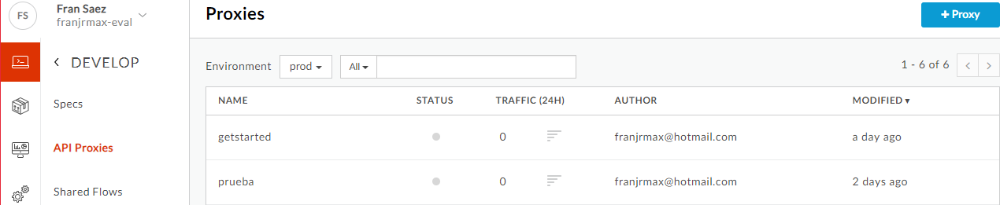 FS
Fran Saez
franjrmax-eval
Proxies
+ Proxy
DEVELOP
Environment prod All 1 - 6 of 6
NAME STATUS TRAFFIC (24H) AUTHOR MODIFIED
Specs
getstarted 0 franjrmax@hotmail.com a day ago
API Proxies
prueba 0 franjrmax@hotmail.com 2 days ago
Shared Flows